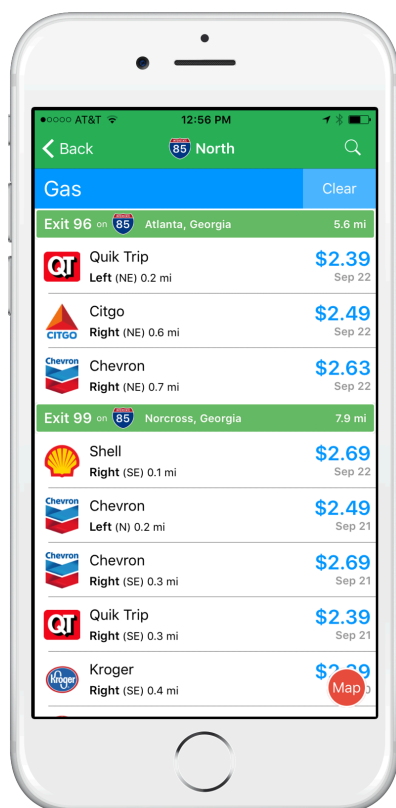 AT&T 12:56 PM
Back 85 North
Gas Clear
Exit 96 on 85 Atlanta, Georgia 5.6 mi
QT Quik Trip $2.39
Left (NE) 0.2 mi Sep 22
Citgo $2.49
CITGO Right (NE) 0.6 mi Sep 22
Chevron Chevron $2.63
Right (NE) 0.7 mi Sep 22
Exit 99 on 85 Norcross, Georgia 7.9 mi
Shell $2.69
Right (SE) 0.1 mi Sep 22
Chevron Chevron $2.49
Left (N) 0.2 mi Sep 21
Chevron Chevron $2.69
Right (SE) 0.3 mi Sep 21
QT Quik Trip $2.39
Right (SE) 0.3 mi Sep 21
Kroger Kroger
Right (SE) 0.4 mi Map